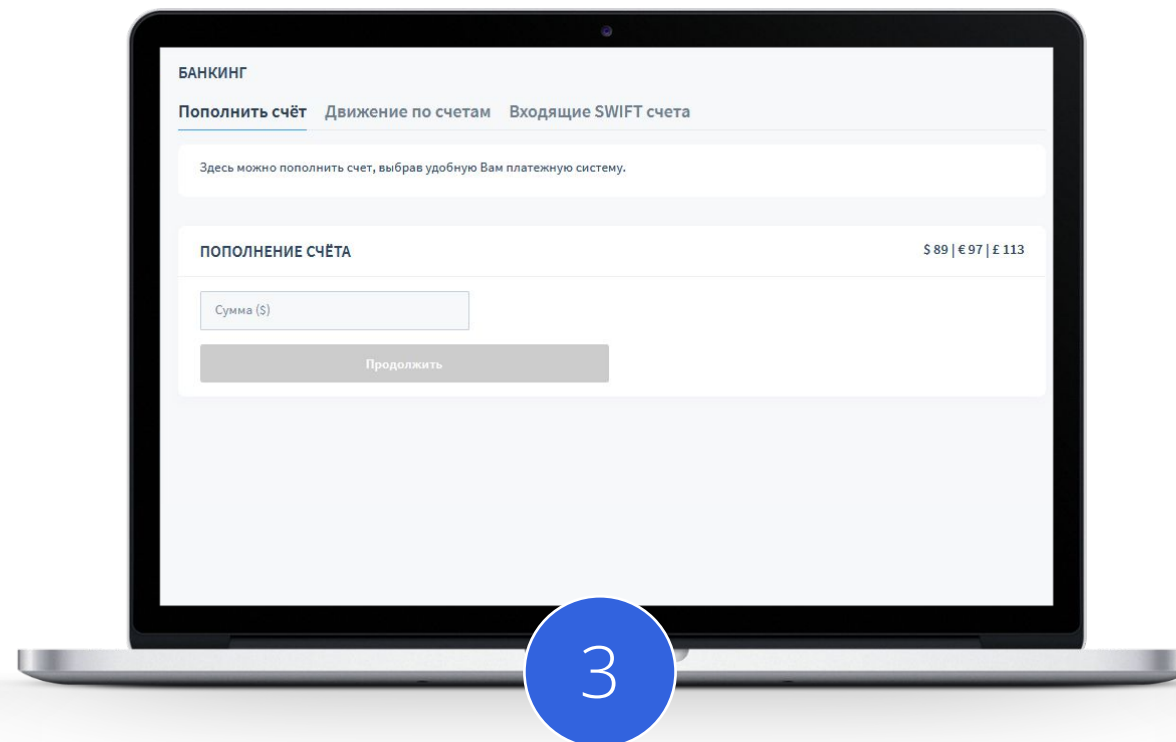 БАНКИНГ
Пополнить счёт Движение по счетам Входящие SWIFT счета
Здесь можно пополнить счет, выбрав удобную Вам платежную систему.
ПОПОЛНЕНИЕ СЧЁТА $ 89 | € 97 | £ 113
Сумма ($)
Продолжить
3